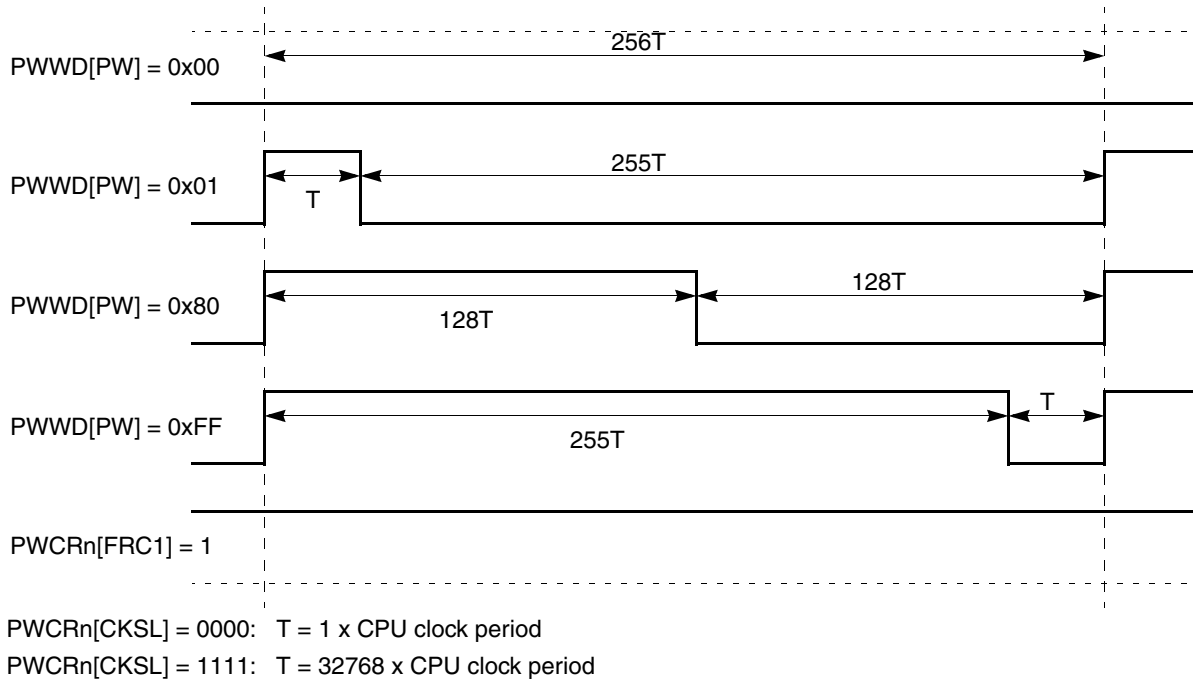 256T
PWWD[PW] = 0x00
255T
PWWD[PW] = 0x01
T
128T
PWWD[PW] = 0x80
128T
T
PWWD[PW] = 0xFF
255T
PWCRn[FRC1] = 1
PWCRn[CKSL] = 0000: T = 1 x CPU clock period
PWCRn[CKSL] = 1111: T = 32768 x CPU clock period